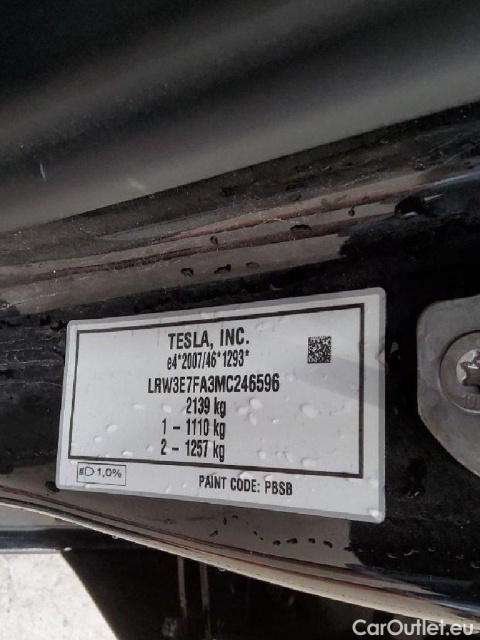 TESLA, INC.
e4*2007/46*1293*
LRW3E7FA3MC246596
2139 kg
1 - 1110 kg
2 - 1257 kg
1,0%
PAINT CODE: PBSB
CarOutlet.eu